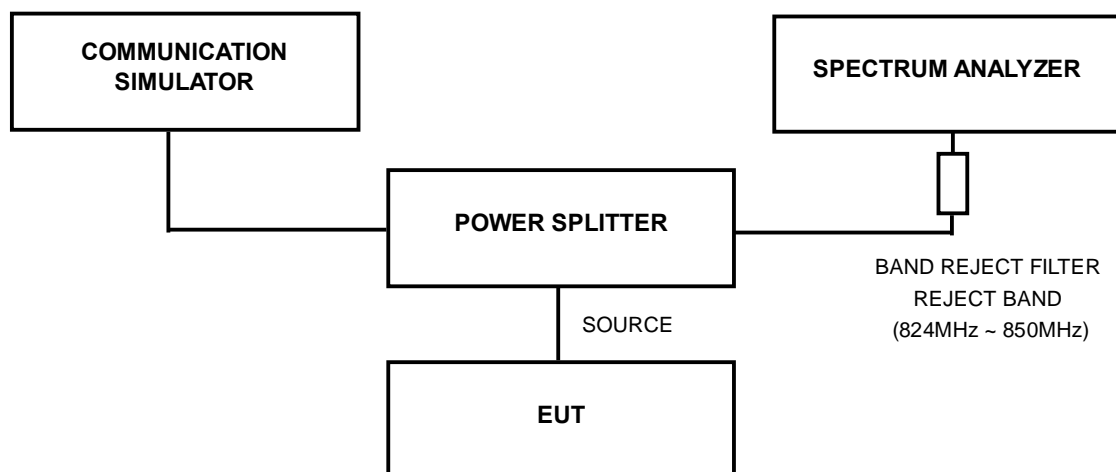 COMMUNICATION
SIMULATOR
SPECTRUM ANALYZER
POWER SPLITTER
BAND REJECT FILTER
REJECT BAND
(824MHz ~ 850MHz)
SOURCE
EUT